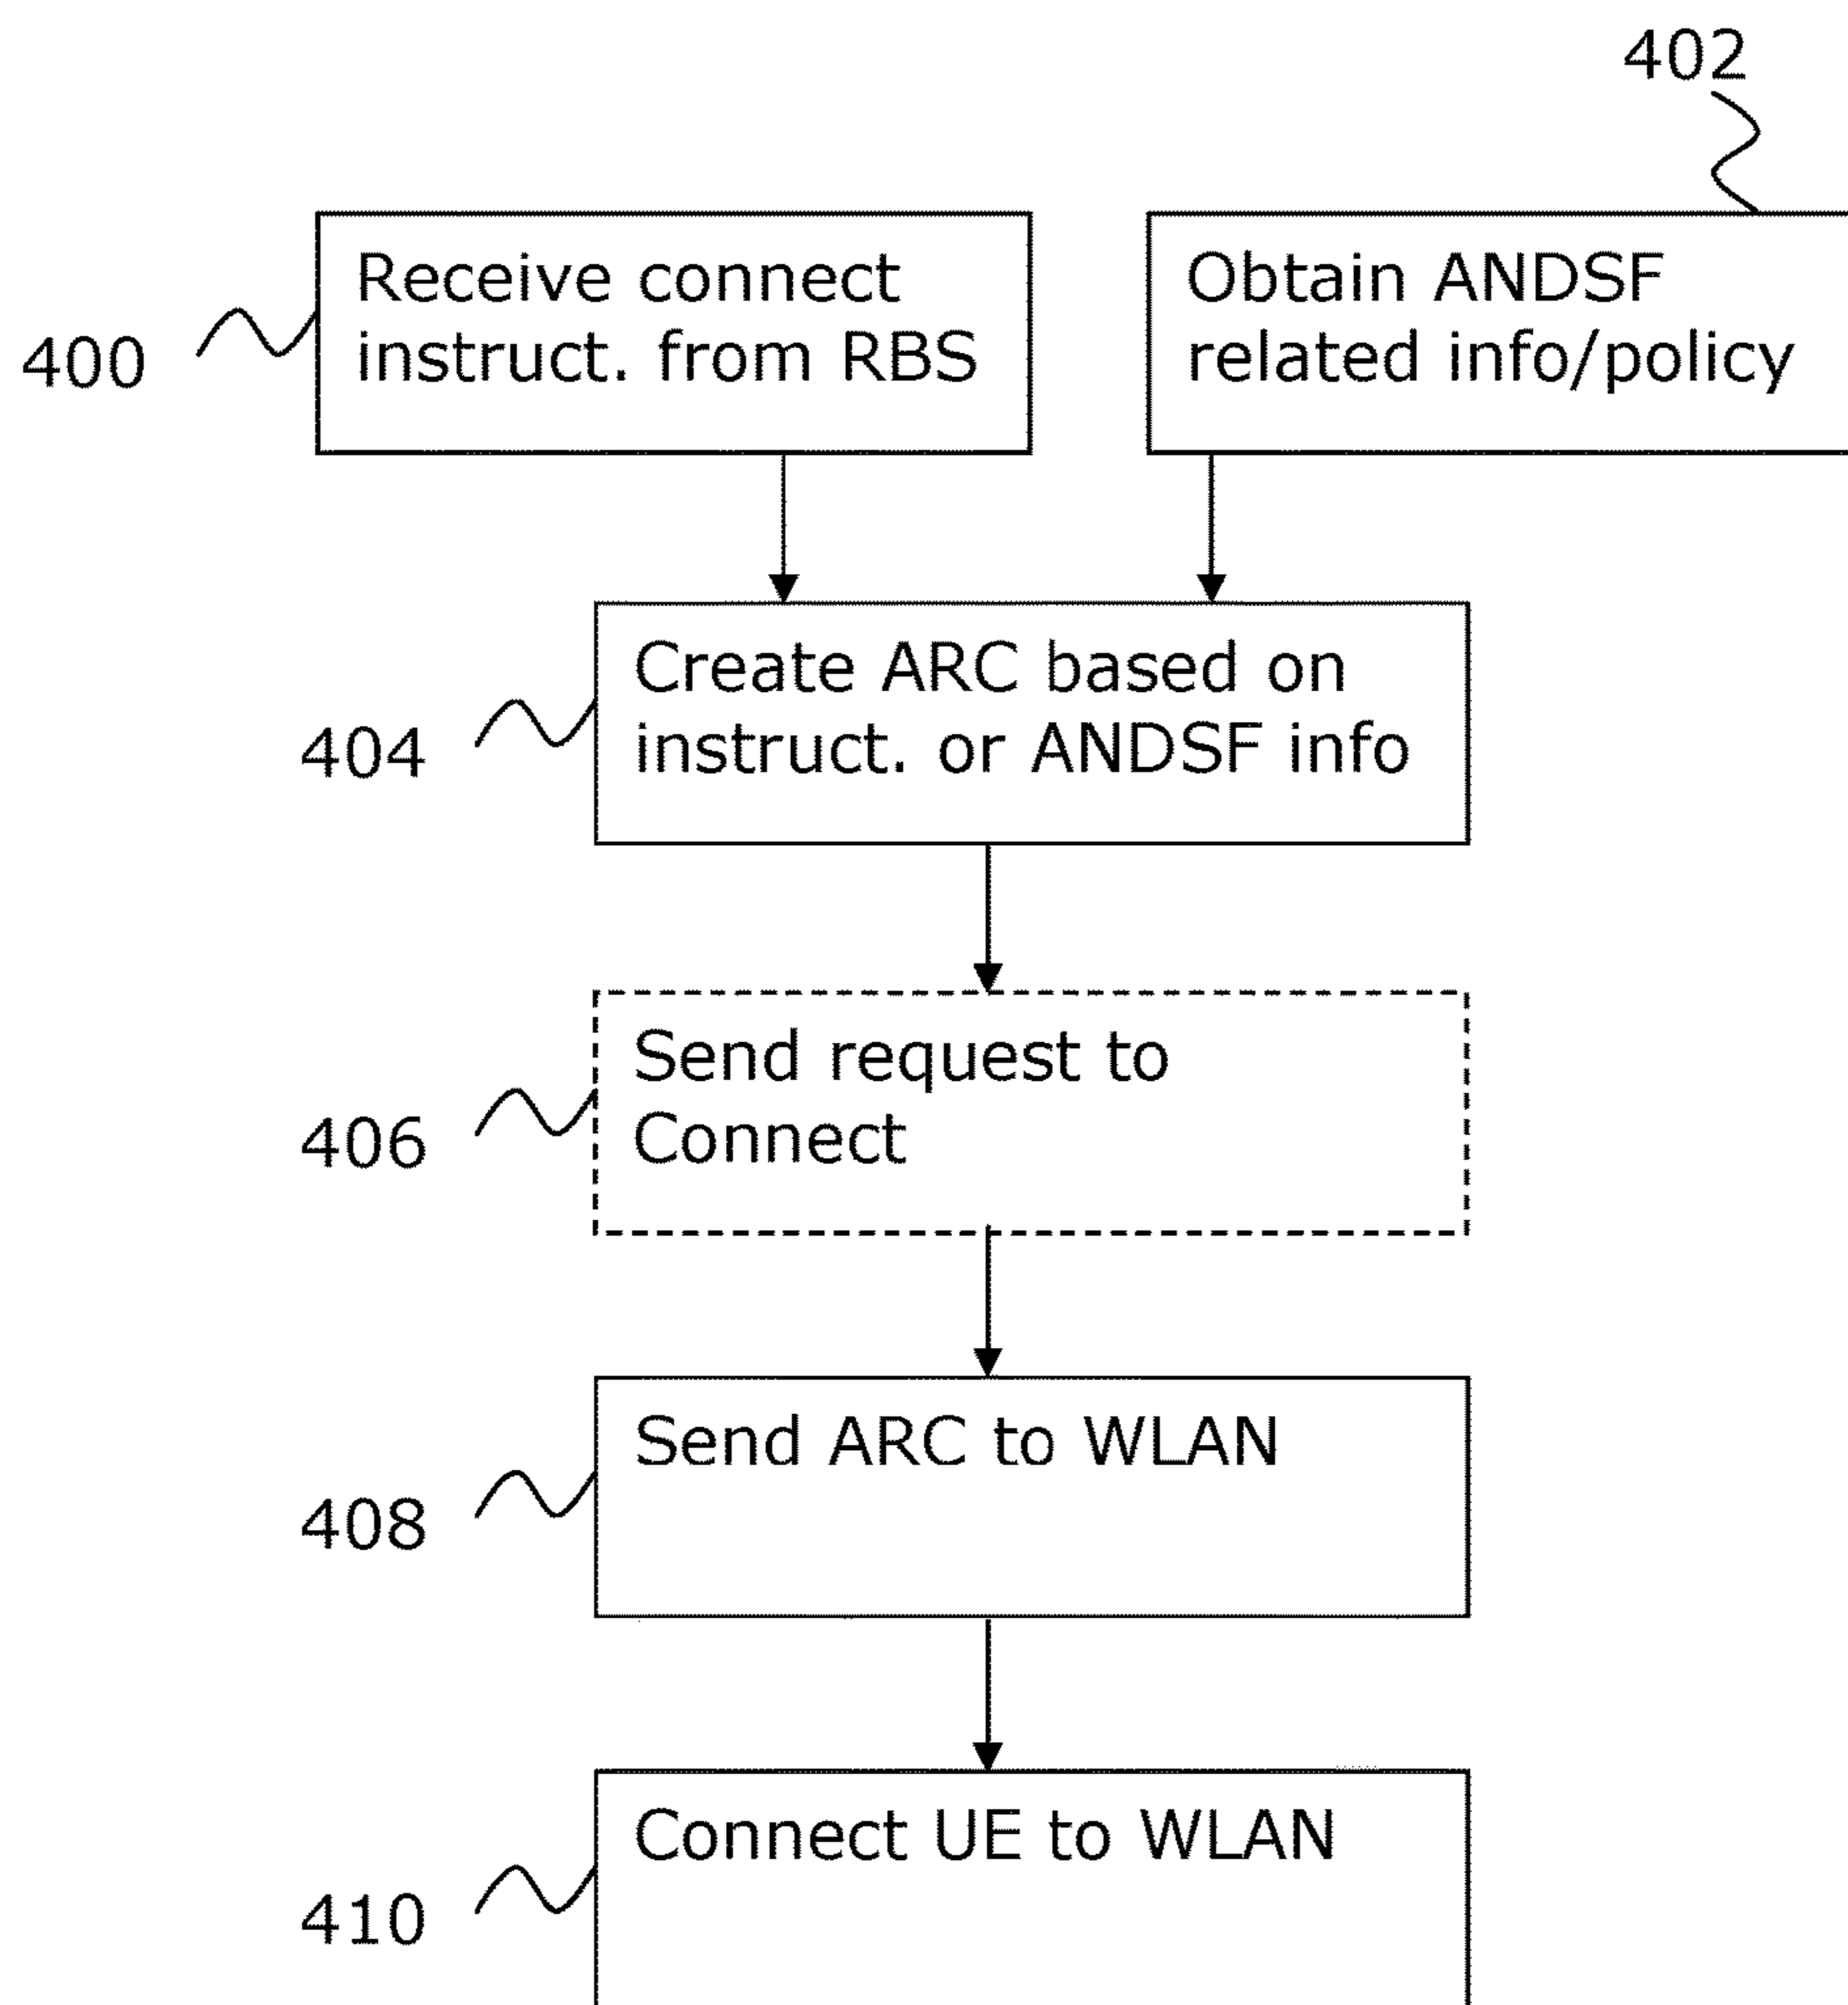 402
Receive connect
instruct. from RBS
Obtain ANDSF
related info/policy
400
Create ARC based on
instruct. or ANDSF info
404
Send request to
Connect
406
Send ARC to WLAN
408
Connect UE to WLAN
410